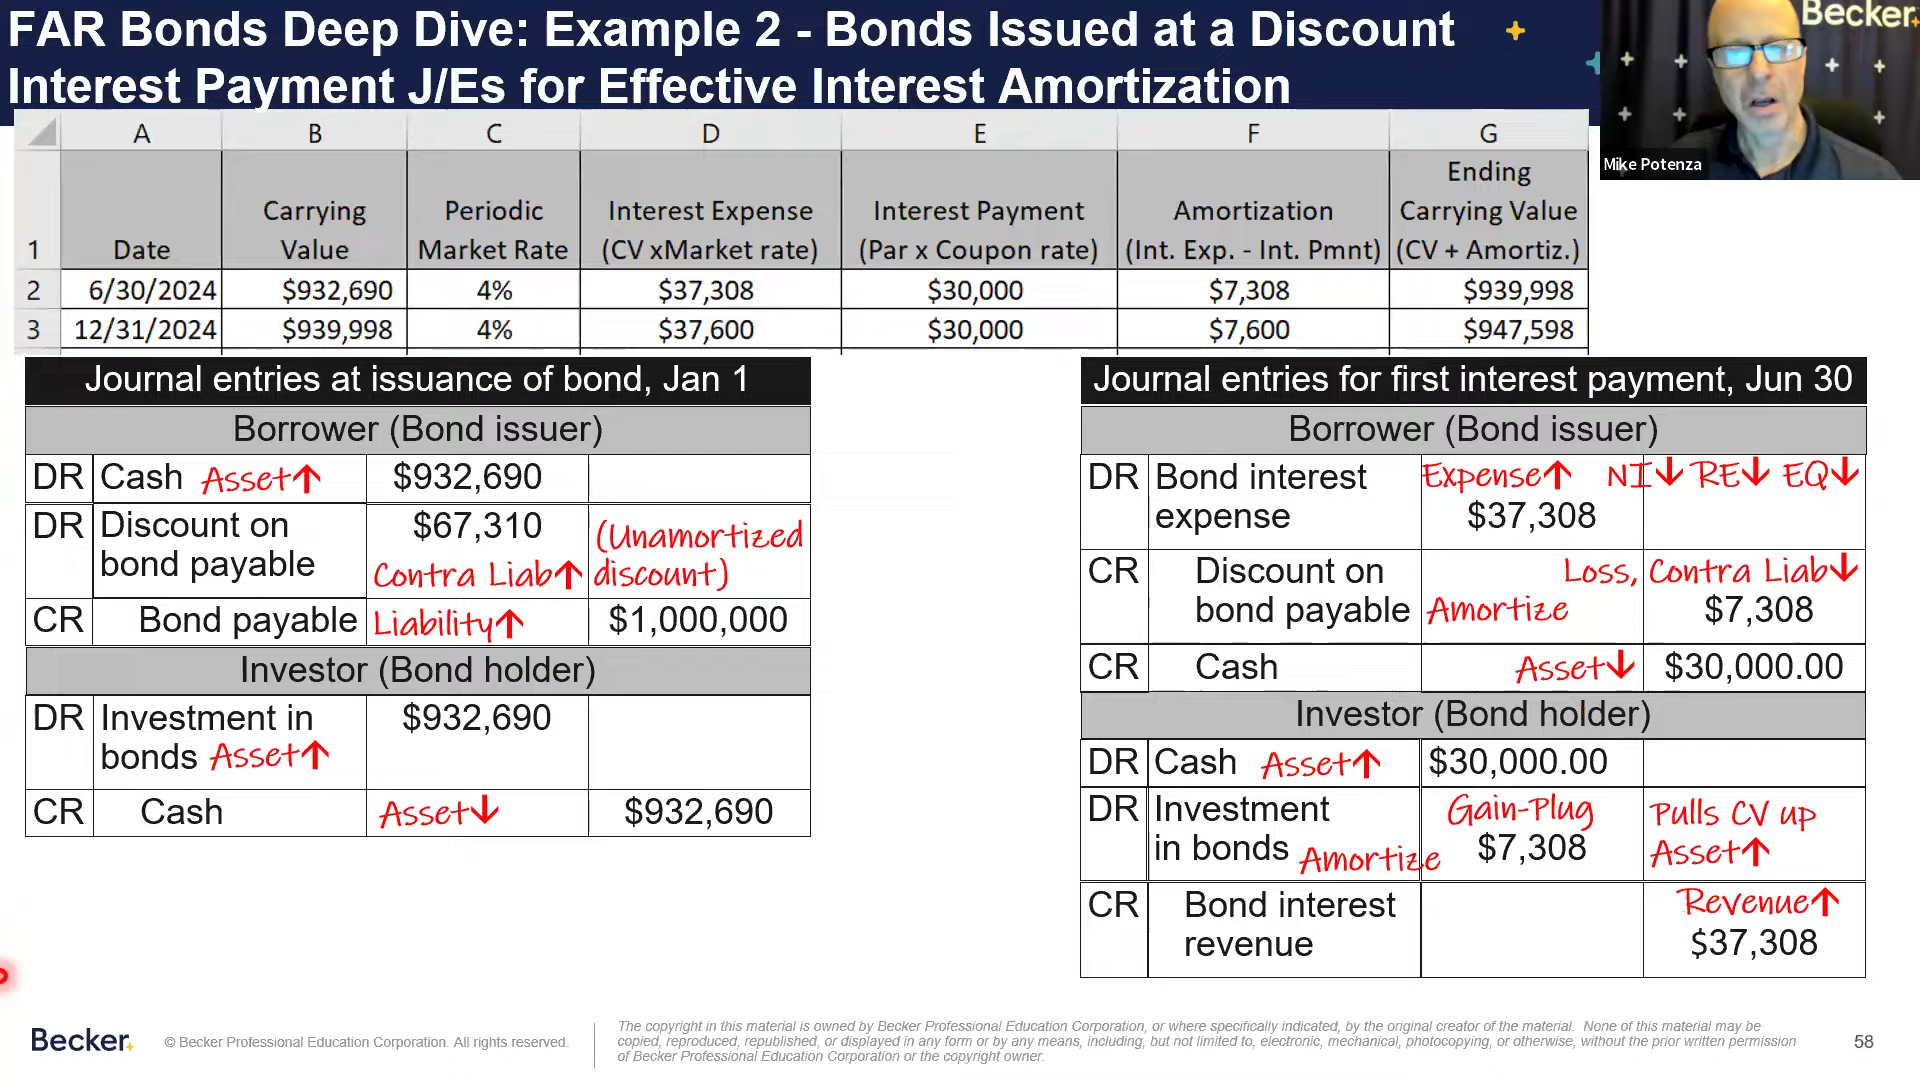 FAR Bonds Deep Dive: Example 2 - Bonds Issued at a Discount
Interest Payment J/Es for Effective Interest Amortization
Becker
Mike Potenza
A B C D E F G
1 Date Carrying Value Periodic Market Rate Interest Expense (CV xMarket rate) Interest Payment (Par x Coupon rate) Amortization (Int. Exp. - Int. Pmnt) Ending Carrying Value (CV + Amortiz.)
2 6/30/2024 $932,690 4% $37,308 $30,000 $7,308 $939,998
3 12/31/2024 $939,998 4% $37,600 $30,000 $7,600 $947,598
Journal entries at issuance of bond, Jan 1
Borrower (Bond issuer)
DR Cash Asset↑ $932,690
DR Discount on $67,310 (Unamortized
bond payable Contra Liab↑ discount)
CR Bond payable Liability↑ $1,000,000
Investor (Bond holder)
DR Investment in $932,690
bonds Asset↑
CR Cash Asset↓ $932,690
Journal entries for first interest payment, Jun 30
Borrower (Bond issuer)
DR Bond interest Expense↑ NI↓ RE↓ EQ↓
expense $37,308
CR Discount on Loss, Contra Liab↓
bond payable Amortize $7,308
CR Cash Asset↓ $30,000.00
Investor (Bond holder)
DR Cash Asset↑ $30,000.00
DR Investment Gain-Plug Pulls CV up
in bonds Amortize $7,308 Asset↑
CR Bond interest Revenue↑
revenue $37,308
Becker
© Becker Professional Education Corporation. All rights reserved.
The copyright in this material is owned by Becker Professional Education Corporation, or where specifically indicated, by the original creator of the material. None of this material may be
copied, reproduced, republished, or displayed in any form or by any means, including, but not limited to, electronic, mechanical, photocopying, or otherwise, without the prior written permission
of Becker Professional Education Corporation or the copyright owner.
58